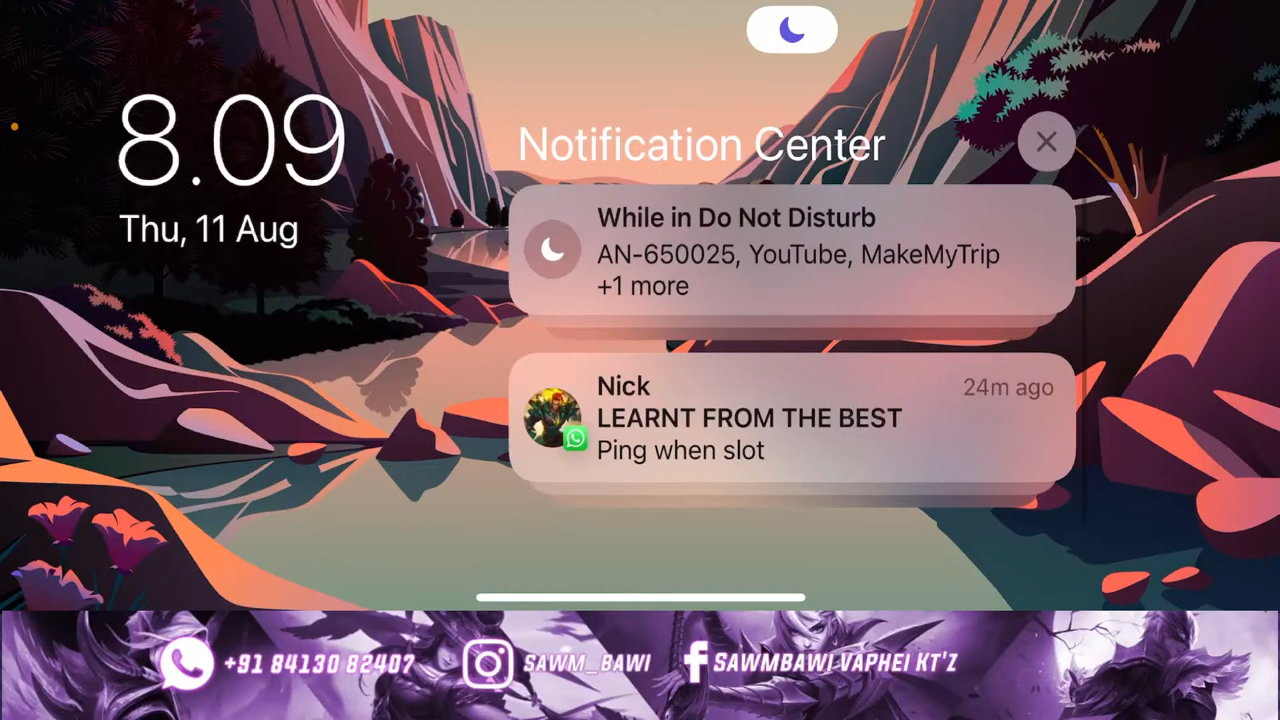 8.09
Thu, 11 Aug
Notification Center
While in Do Not Disturb
AN-650025, YouTube, MakeMyTrip
+1 more
Nick
24m ago
LEARNT FROM THE BEST
Ping when slot
+91 84130 82407
SAWM_BAWI
SAWMBAWI VAPHEI KT'Z